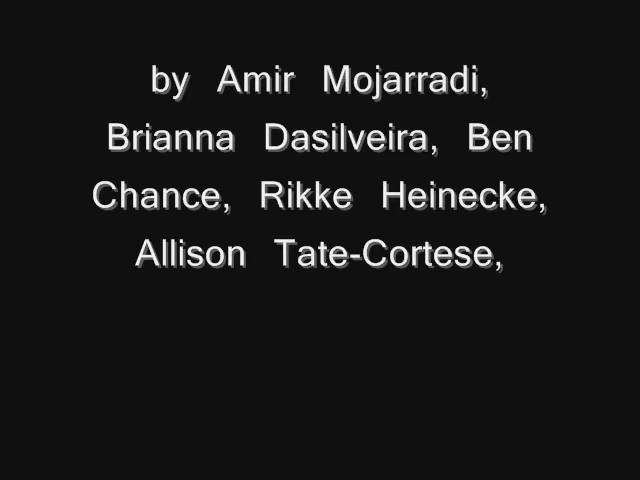 by Amir Mojarradi,
Brianna Dasilveira, Ben
Chance, Rikke Heinecke,
Allison Tate-Cortese,